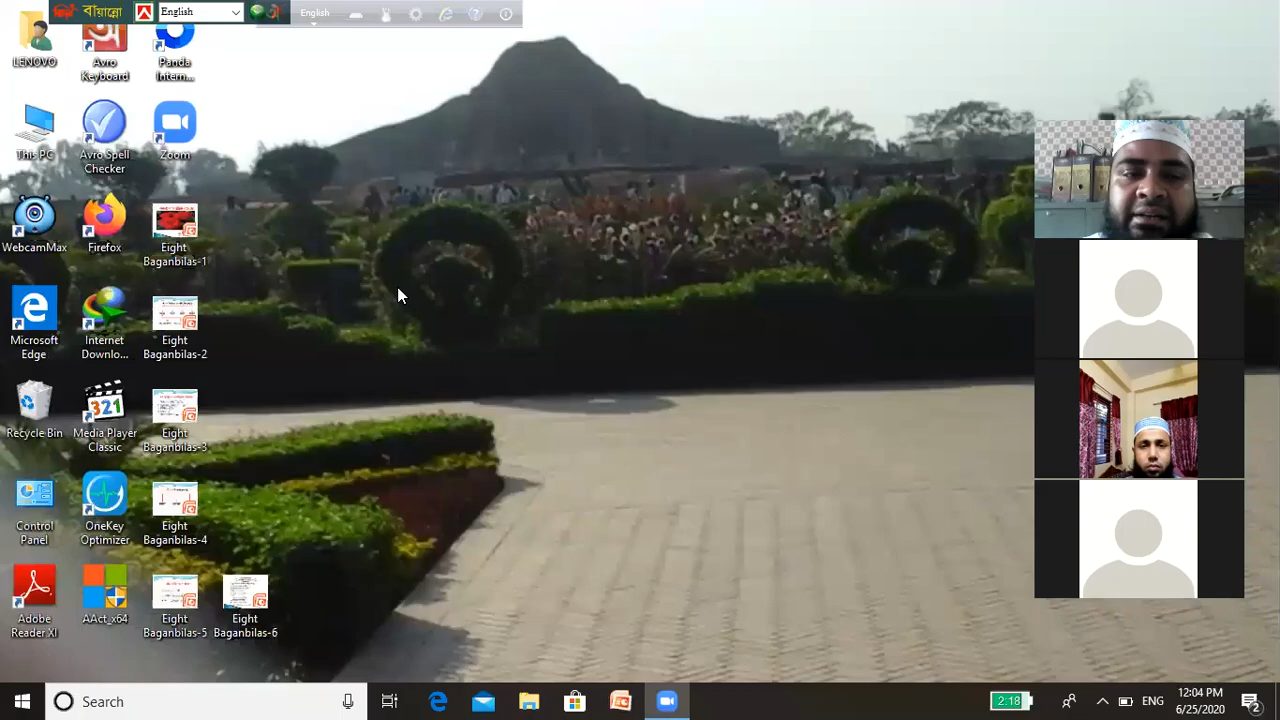 বায়ান্নো
English
English
LENOVO
Avro Keyboard
Panda Intern...
This PC
Avro Spell Checker
Zoom
WebcamMax
Firefox
Eight Baganbilas-1
Microsoft Edge
Internet Downlo...
Eight Baganbilas-2
Recycle Bin
321
Media Player Classic
Eight Baganbilas-3
Control Panel
OneKey Optimizer
Eight Baganbilas-4
Adobe Reader XI
AAct_x64
Eight Baganbilas-5
Eight Baganbilas-6
Search
2:18
ENG
12:04 PM
6/25/2020
2